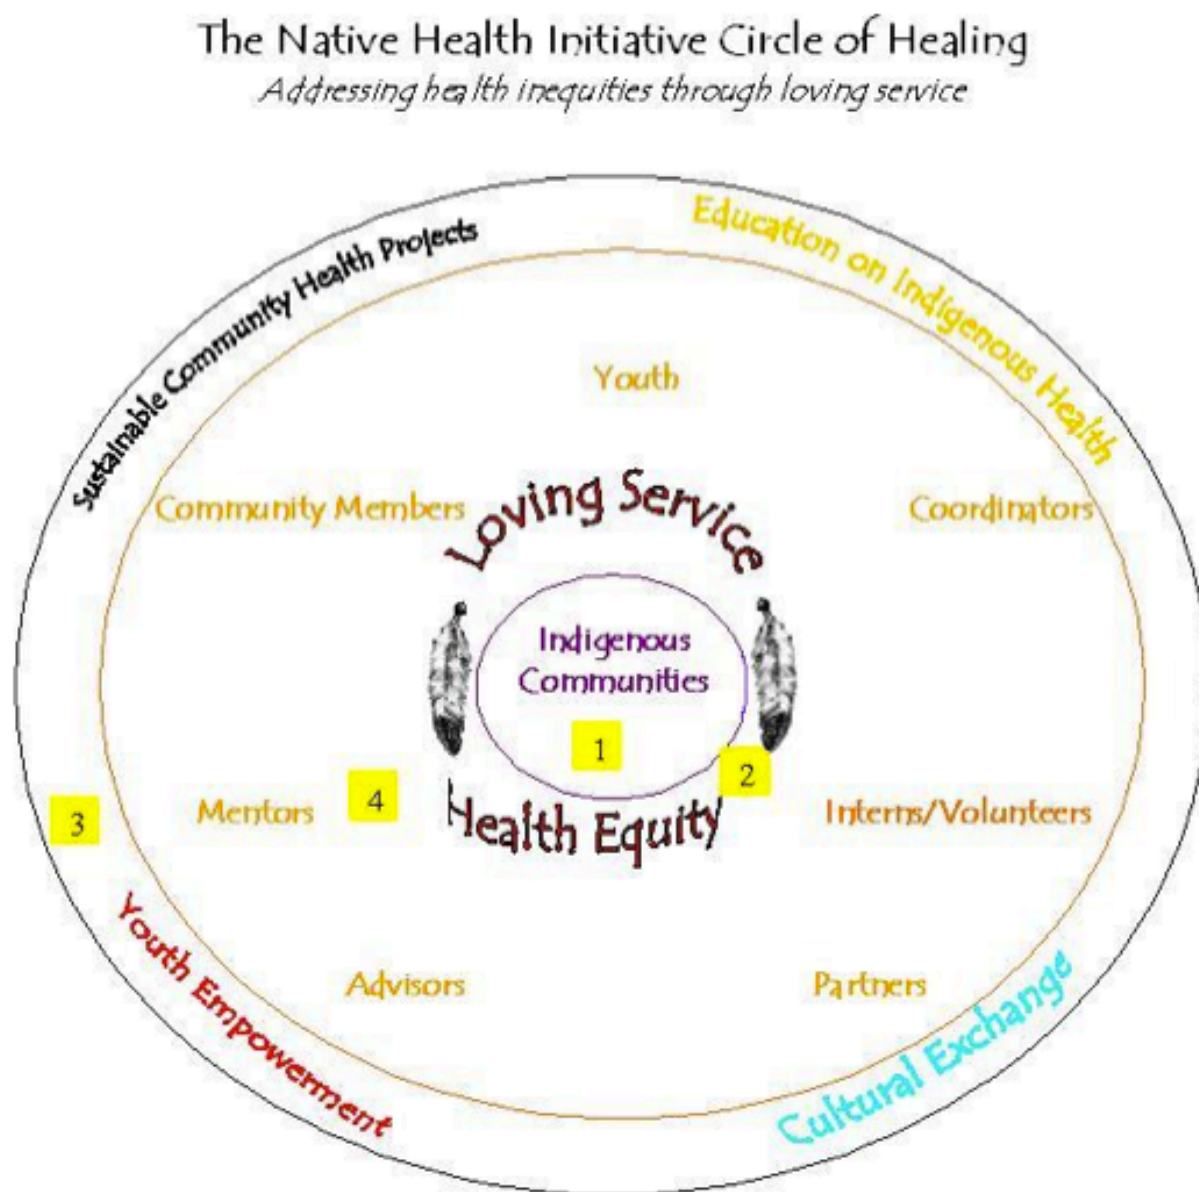 The Native Health Initiative Circle of Healing
Addressing health inequities through loving service
Sustainable Community Health Projects
Education on Indigenous Health
Youth
Community Members
Coordinators
Loving Service
Indigenous
Communities
1
2
Health Equity
3
Mentors
4
Interns/Volunteers
Youth Empowerment
Advisors
Partners
Cultural Exchange